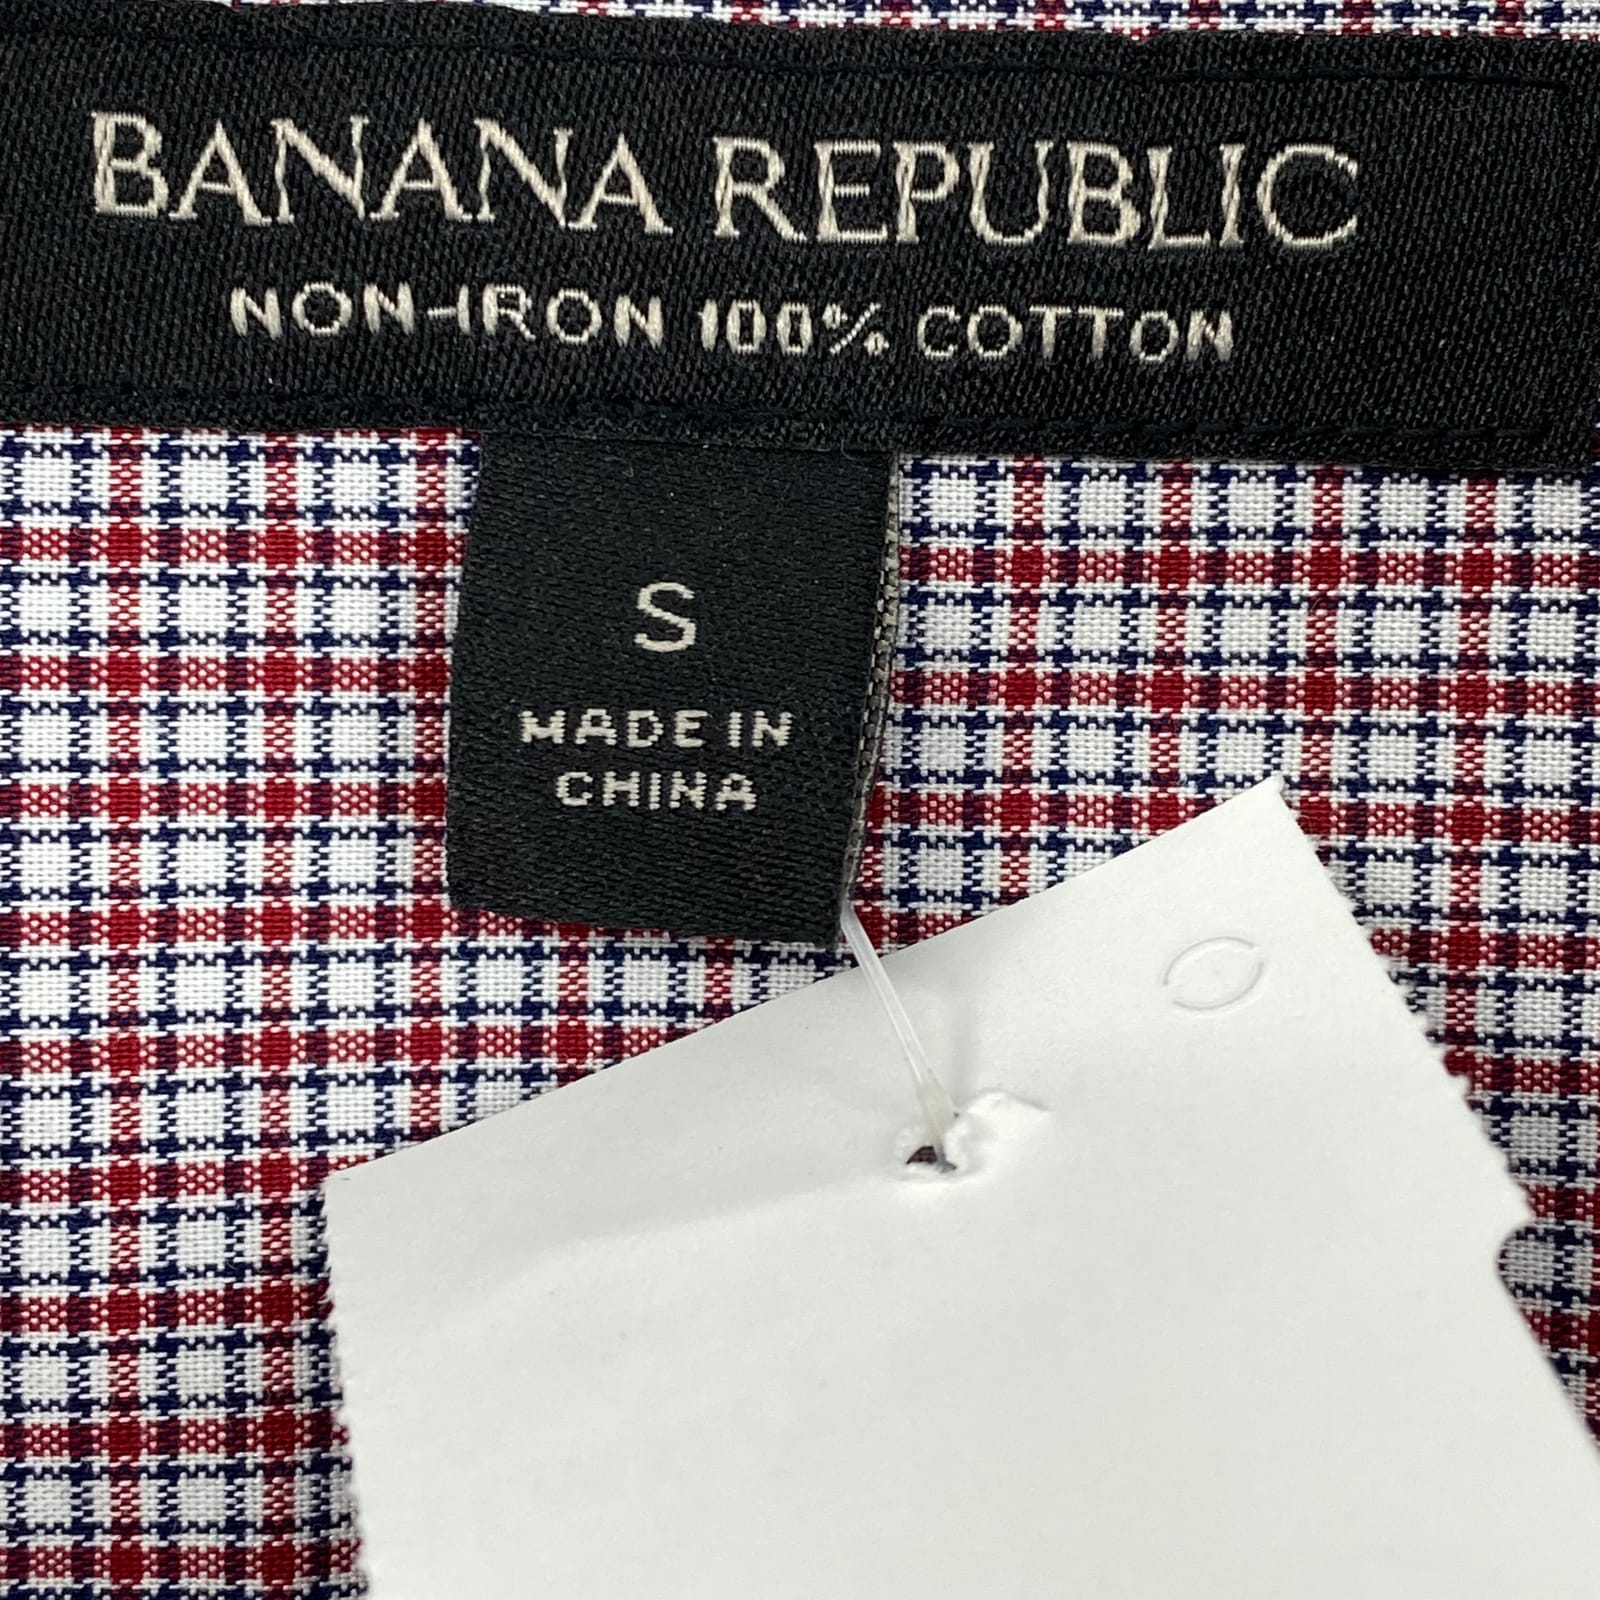 BANANA REPUBLIC
NON-IRON 100% COTTON
S
MADE IN
CHINA